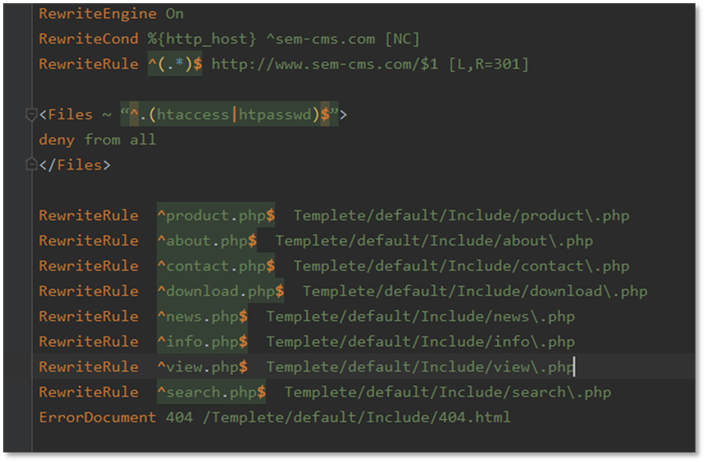 RewriteEngine On
RewriteCond %{http_host} ^sem-cms.com [NC]
RewriteRule ^(.*)$ http://www.sem-cms.com/$1 [L,R=301]
<Files ~ “^.(htaccess|htpasswd)$”>
deny from all
</Files>
RewriteRule  ^product.php$  Templete/default/Include/product\.php
RewriteRule  ^about.php$  Templete/default/Include/about\.php
RewriteRule  ^contact.php$  Templete/default/Include/contact\.php
RewriteRule  ^download.php$  Templete/default/Include/download\.php
RewriteRule  ^news.php$  Templete/default/Include/news\.php
RewriteRule  ^info.php$  Templete/default/Include/info\.php
RewriteRule  ^view.php$  Templete/default/Include/view\.php
RewriteRule  ^search.php$  Templete/default/Include/search\.php
ErrorDocument 404 /Templete/default/Include/404.html